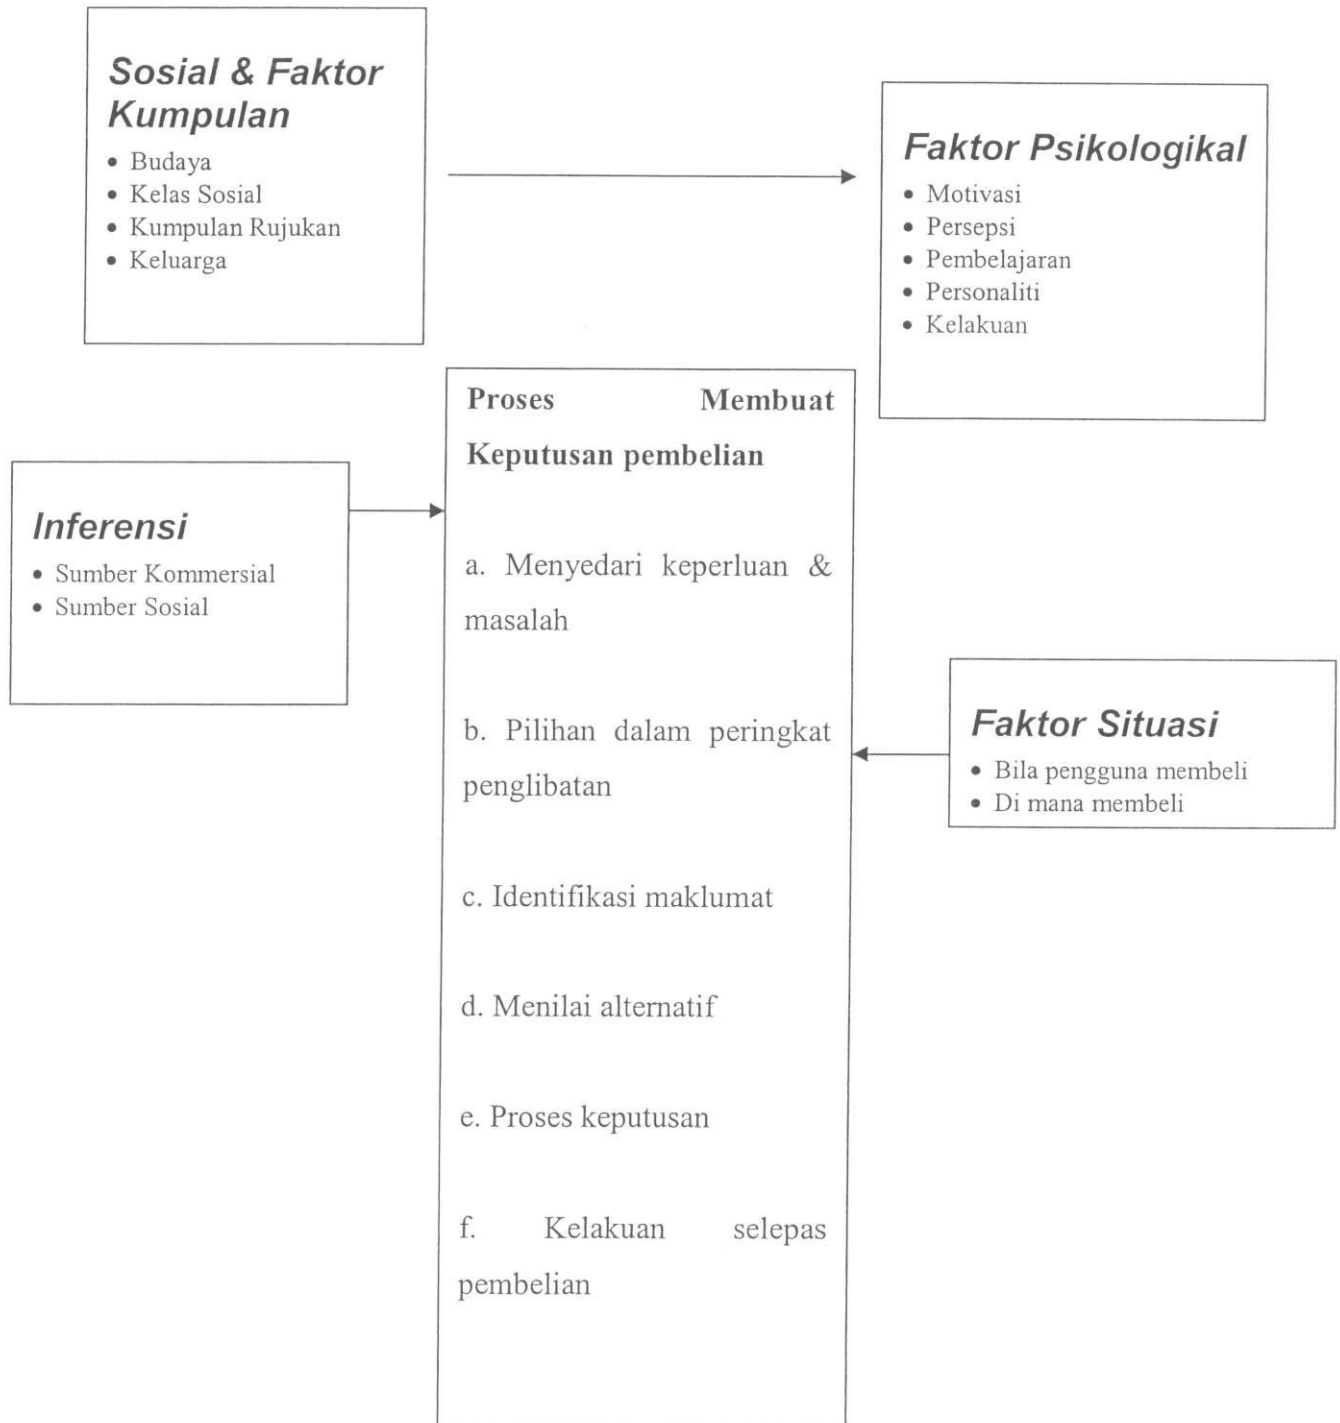 Sosial & Faktor
Kumpulan
• Budaya
• Kelas Sosial
• Kumpulan Rujukan
• Keluarga
Faktor Psikologikal
• Motivasi
• Persepsi
• Pembelajaran
• Personaliti
• Kelakuan
Proses Membuat
Keputusan pembelian
Inferensi
• Sumber Kommersial
• Sumber Sosial
a. Menyedari keperluan &
masalah
b. Pilihan dalam peringkat
penglibatan
Faktor Situasi
• Bila pengguna membeli
• Di mana membeli
c. Identifikasi maklumat
d. Menilai alternatif
e. Proses keputusan
f. Kelakuan selepas
pembelian